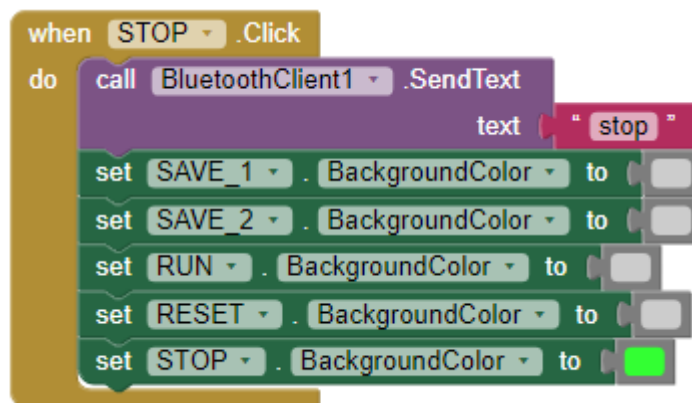 when STOP .Click
do call BluetoothClient1 .SendText
text “ stop ”
set SAVE_1 . BackgroundColor to
set SAVE_2 . BackgroundColor to
set RUN . BackgroundColor to
set RESET . BackgroundColor to
set STOP . BackgroundColor to